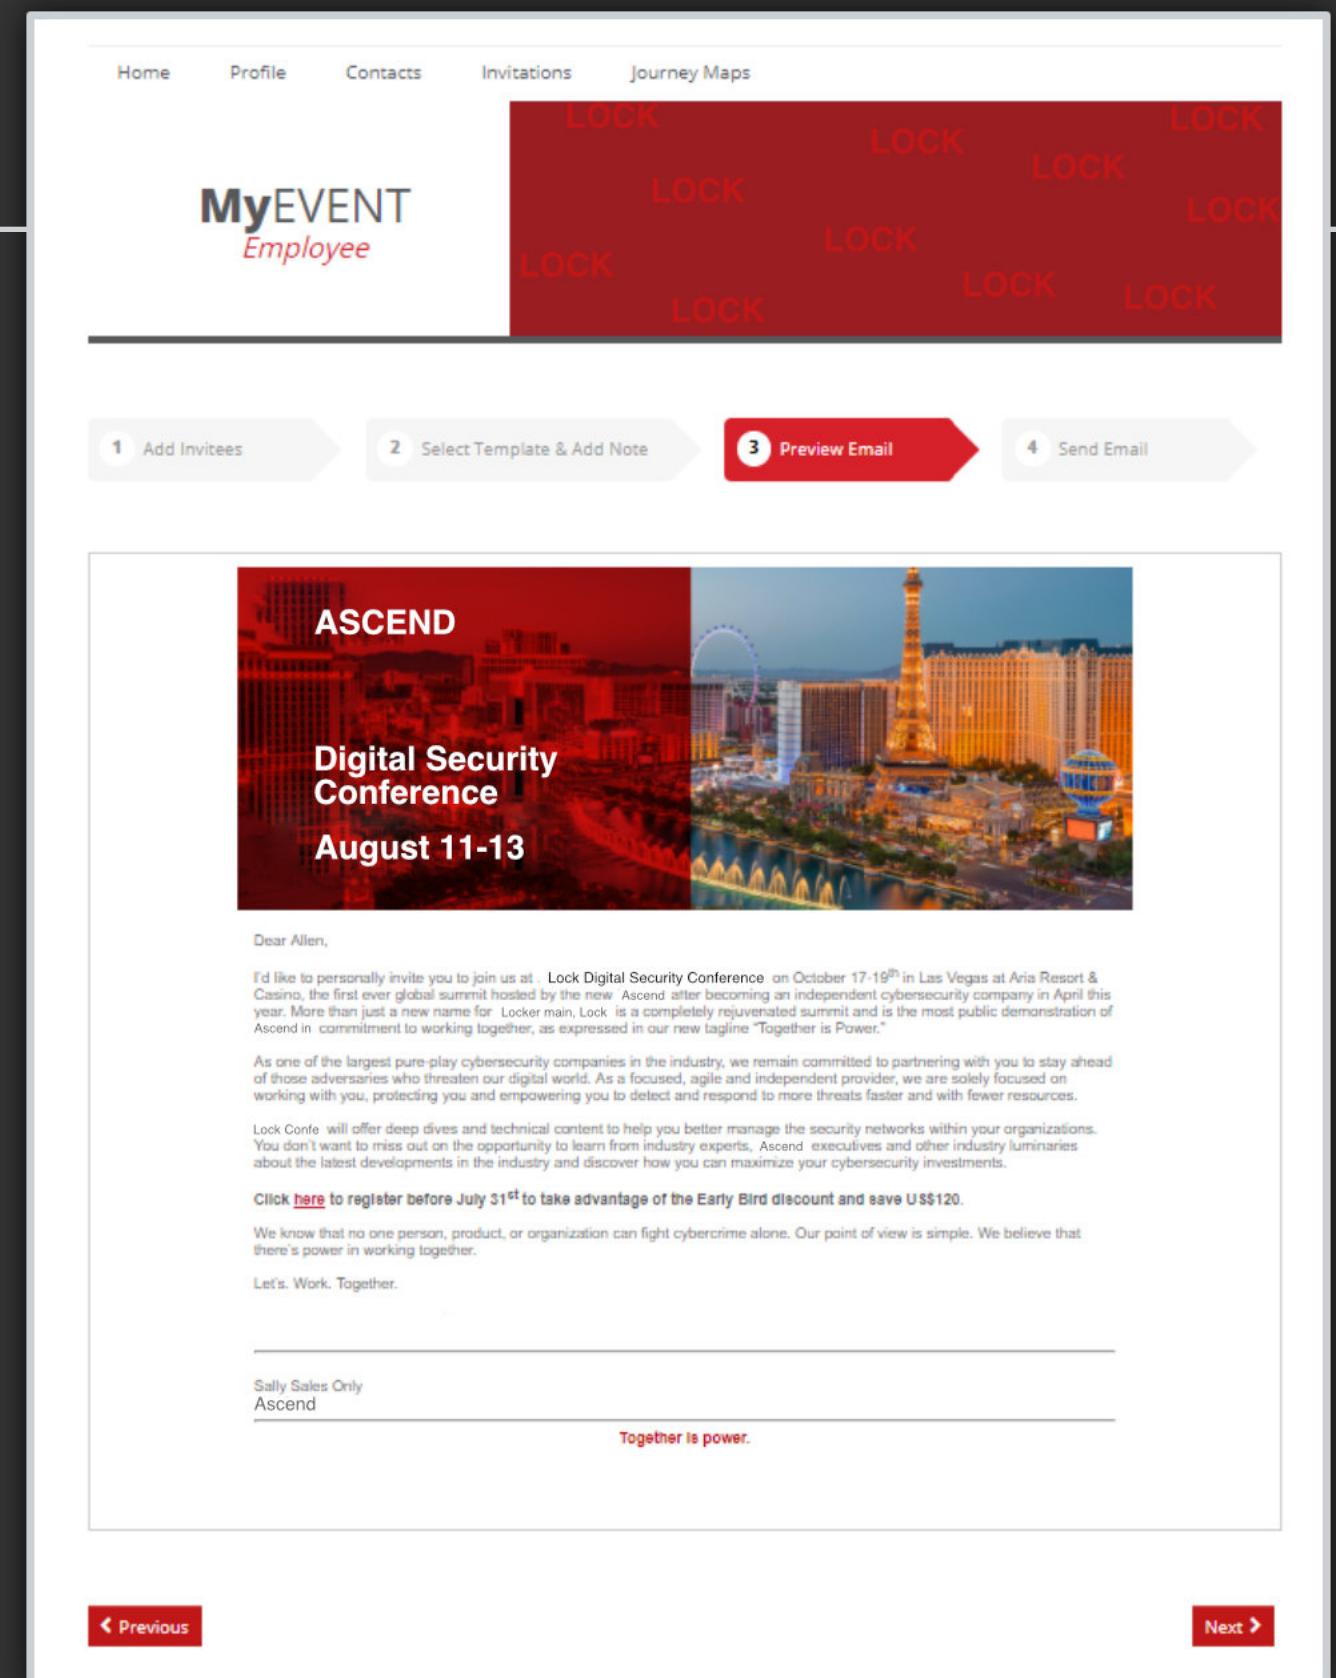 Home Profile Contacts Invitations Journey Maps
LOCK
LOCK
LOCK
LOCK
LOCK
LOCK
LOCK
LOCK
LOCK
LOCK
LOCK
MyEVENT
Employee
1 Add Invitees 2 Select Template & Add Note 3 Preview Email 4 Send Email
ASCEND
Digital Security
Conference
August 11-13
Dear Allen,
I'd like to personally invite you to join us at . Lock Digital Security Conference on October 17-19th in Las Vegas at Aria Resort &
Casino, the first ever global summit hosted by the new Ascend after becoming an independent cybersecurity company in April this
year. More than just a new name for Locker main, Lock is a completely rejuvenated summit and is the most public demonstration of
Ascend in commitment to working together, as expressed in our new tagline "Together is Power."
As one of the largest pure-play cybersecurity companies in the industry, we remain committed to partnering with you to stay ahead
of those adversaries who threaten our digital world. As a focused, agile and independent provider, we are solely focused on
working with you, protecting you and empowering you to detect and respond to more threats faster and with fewer resources.
Lock Confe will offer deep dives and technical content to help you better manage the security networks within your organizations.
You don't want to miss out on the opportunity to learn from industry experts, Ascend executives and other industry luminaries
about the latest developments in the industry and discover how you can maximize your cybersecurity investments.
Click here to register before July 31st to take advantage of the Early Bird discount and save US$120.
We know that no one person, product, or organization can fight cybercrime alone. Our point of view is simple. We believe that
there's power in working together.
Let's. Work. Together.
Sally Sales Only
Ascend
Together is power.
Previous Next